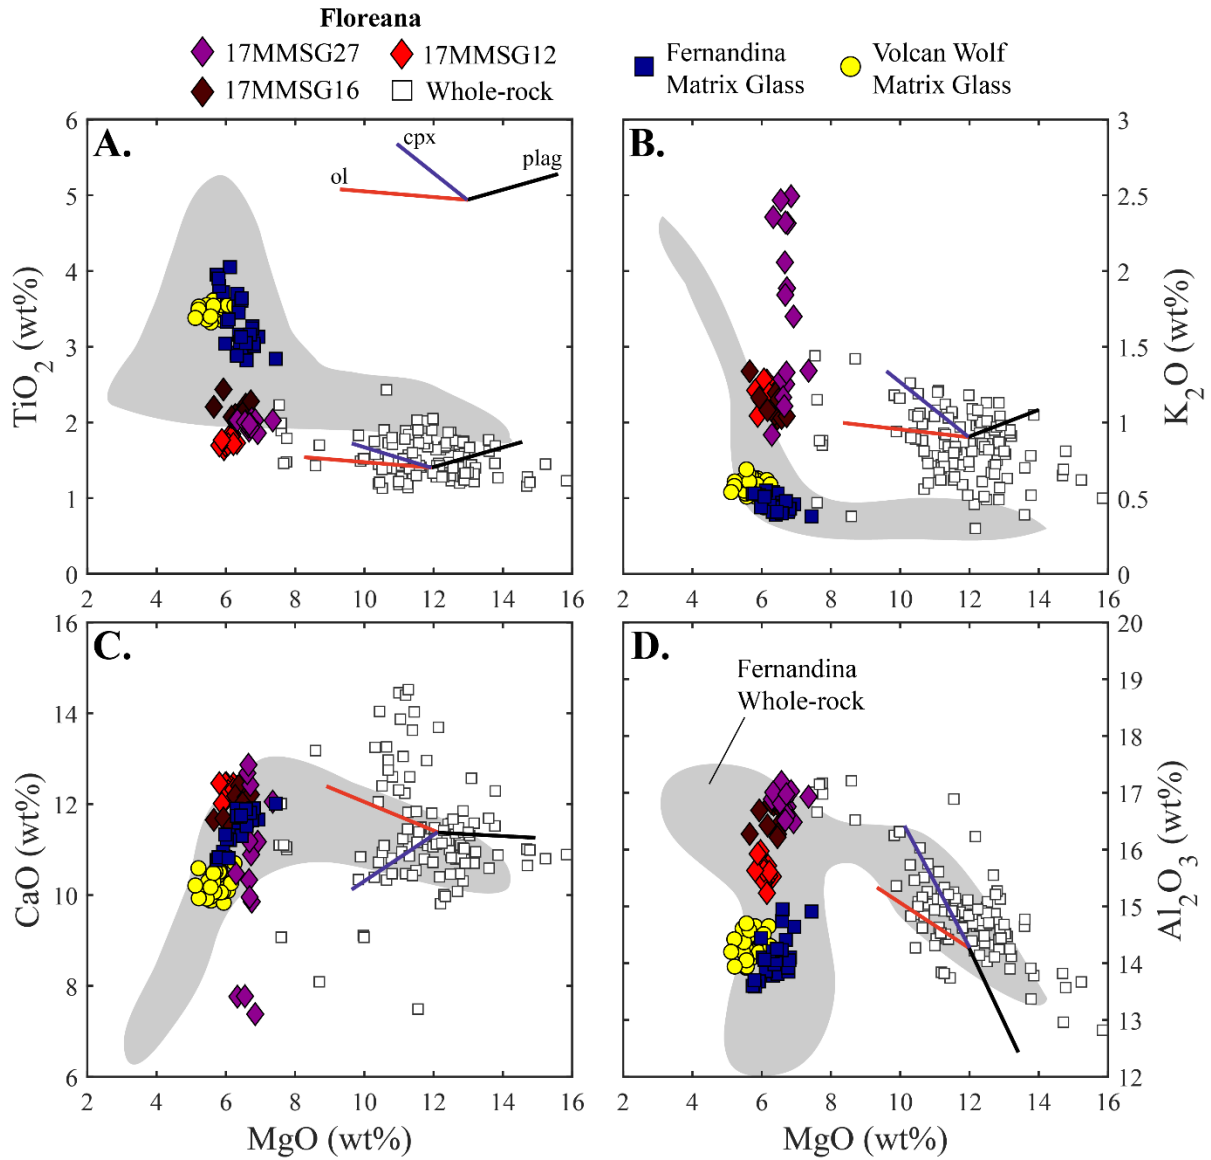 Floreana
17MMSG27
17MMSG12
17MMSG16
Whole-rock
Fernandina
Matrix Glass
Volcan Wolf
Matrix Glass
A.
cpx
ol
plag
TiO2 (wt%)
6
5
4
3
2
1
0
2 4 6 8 10 12 14 16
B.
K2O (wt%)
3
2.5
2
1.5
1
0.5
0
2 4 6 8 10 12 14 16
C.
CaO (wt%)
16
14
12
10
8
6
2 4 6 8 10 12 14 16
MgO (wt%)
D.
Fernandina
Whole-rock
Al2O3 (wt%)
20
19
18
17
16
15
14
13
12
2 4 6 8 10 12 14 16
MgO (wt%)